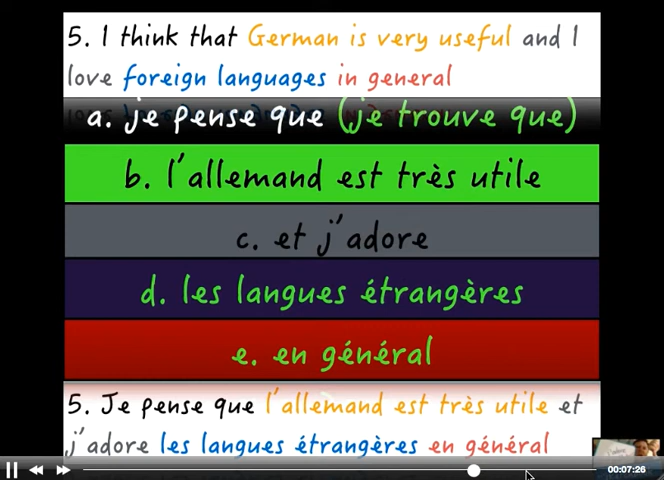 5. I think that German is very useful and I
love foreign languages in general
a. je pense que (je trouve que)
b. l'allemand est très utile
c. et j'adore
d. les langues étrangères
e. en général
5. Je pense que l'allemand est très utile et
j'adore les langues étrangères en général
00:07:26